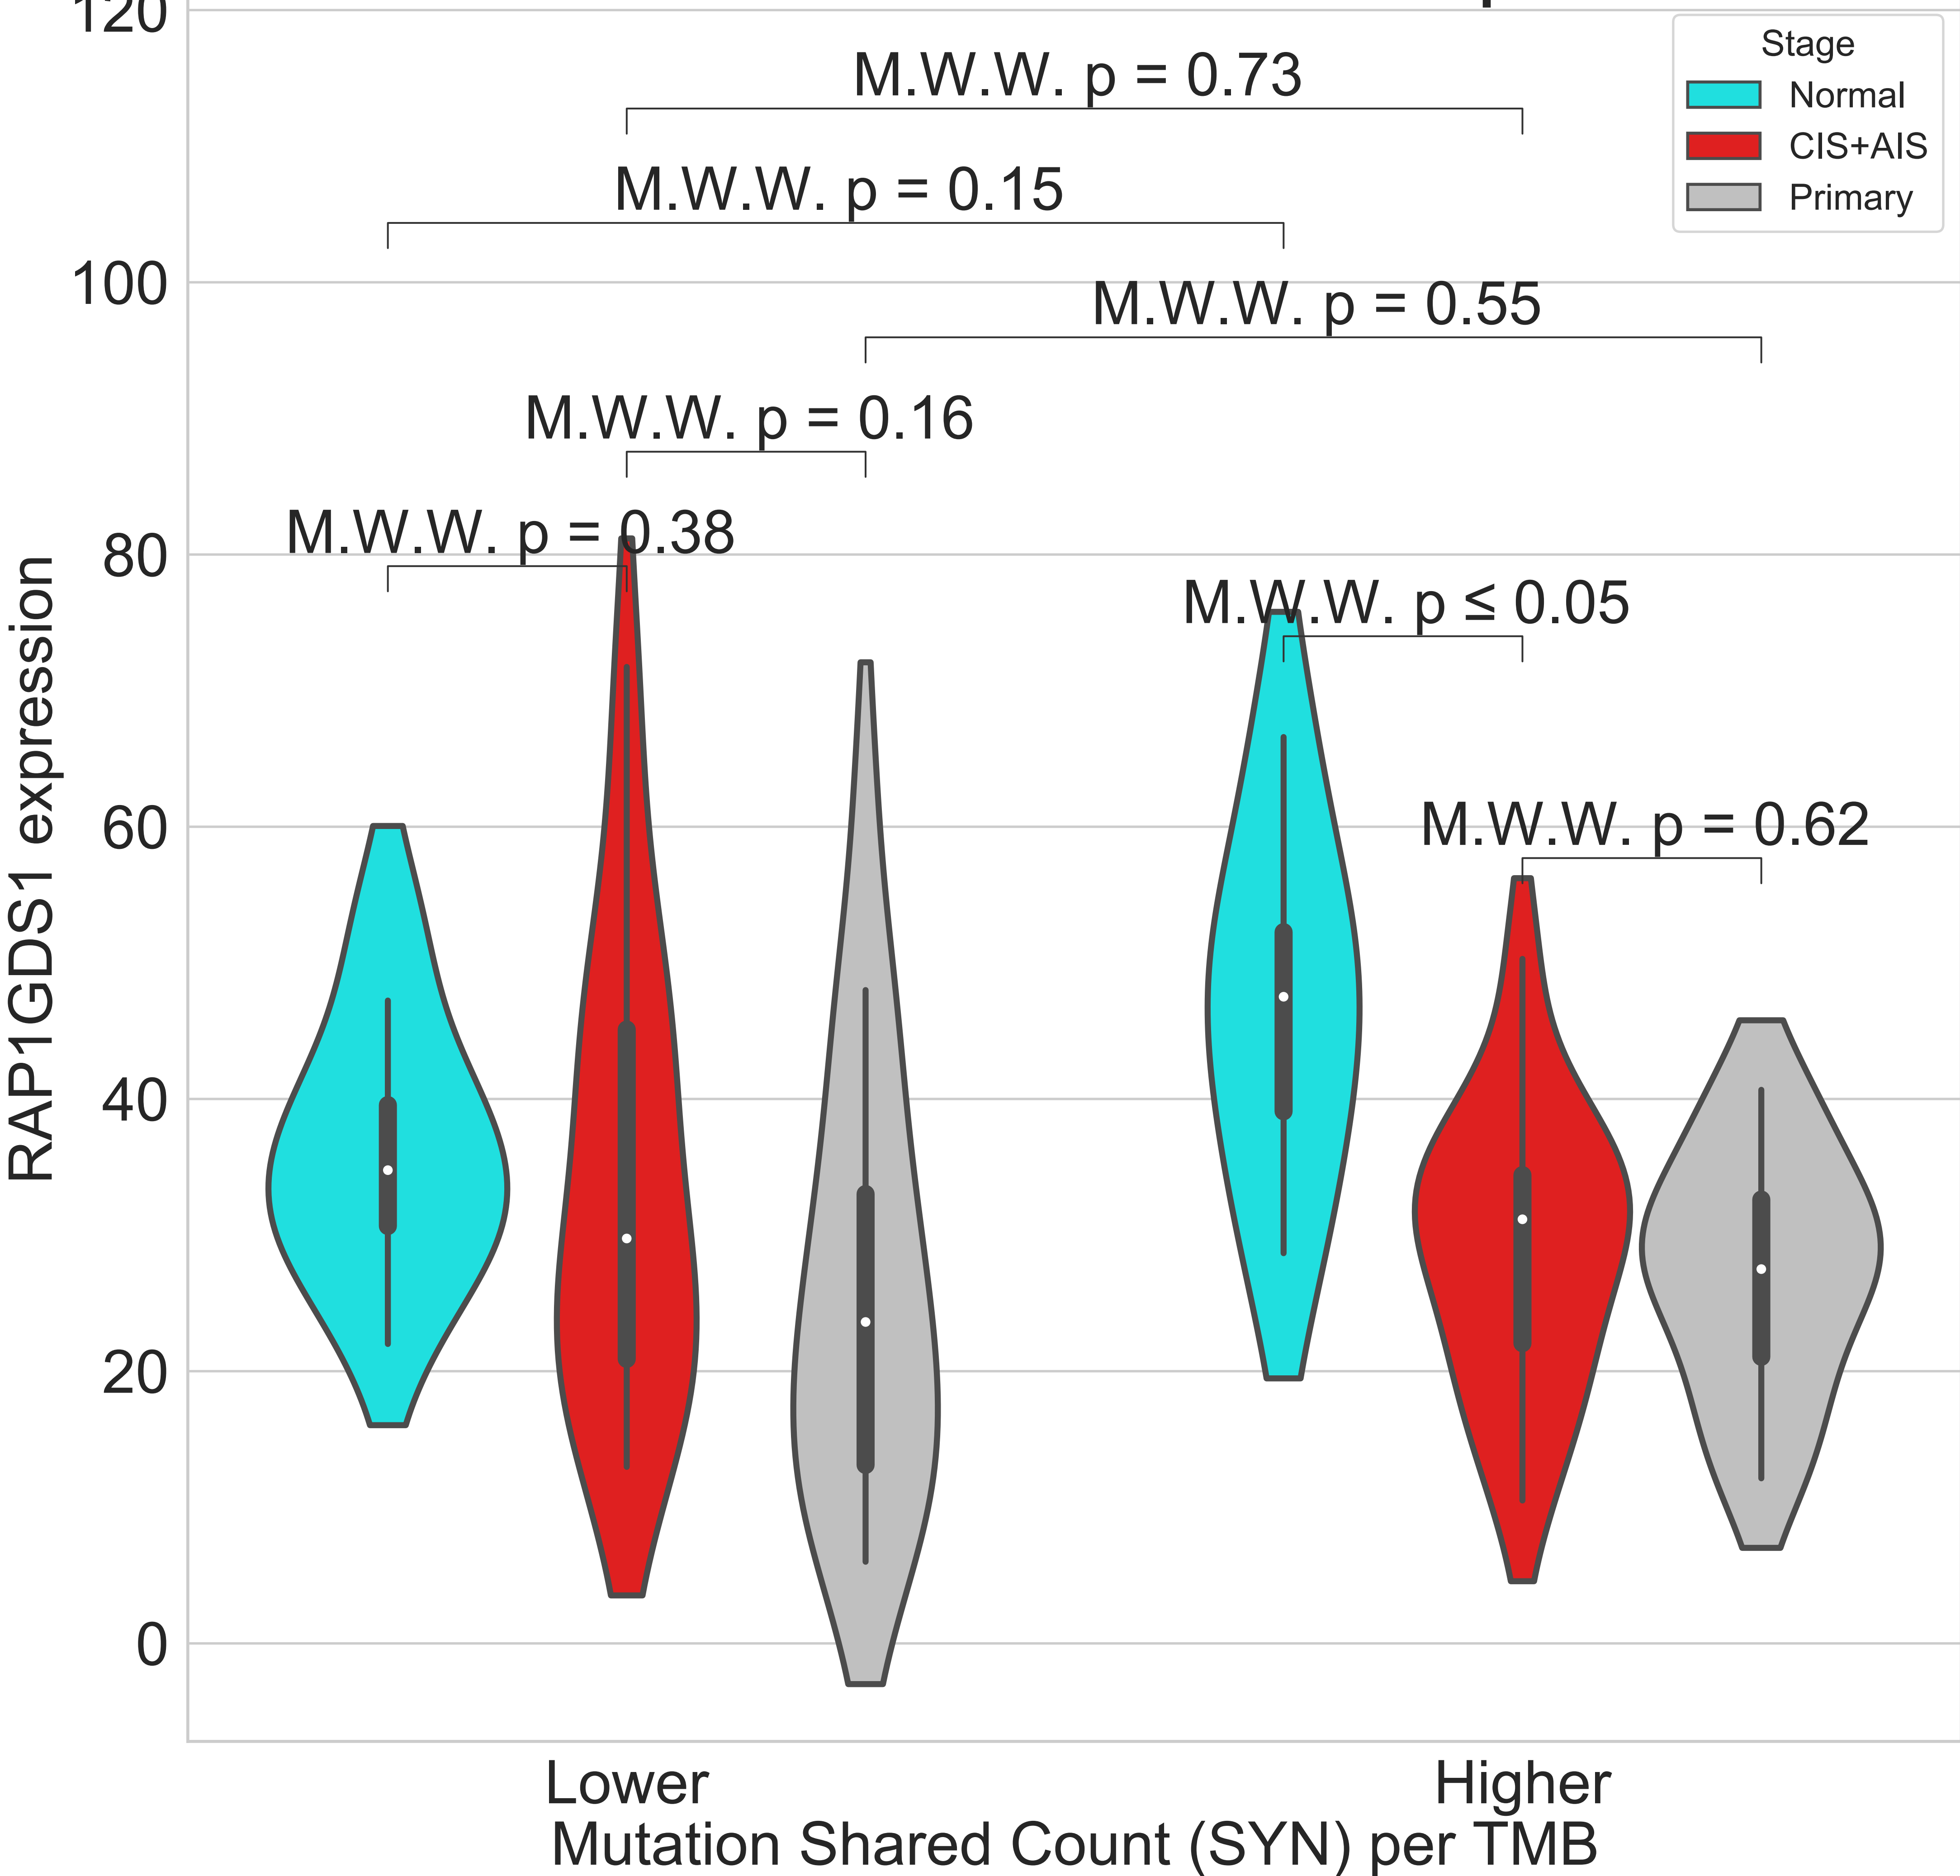 120
M.W.W. p = 0.73
Stage
Normal
CIS+AIS
Primary
M.W.W. p = 0.15
100
M.W.W. p = 0.55
M.W.W. p = 0.16
M.W.W. p = 0.38
80
M.W.W. p ≤ 0.05
60
M.W.W. p = 0.62
RAP1GDS1 expression
40
20
0
Lower
Higher
Mutation Shared Count (SYN) per TMB